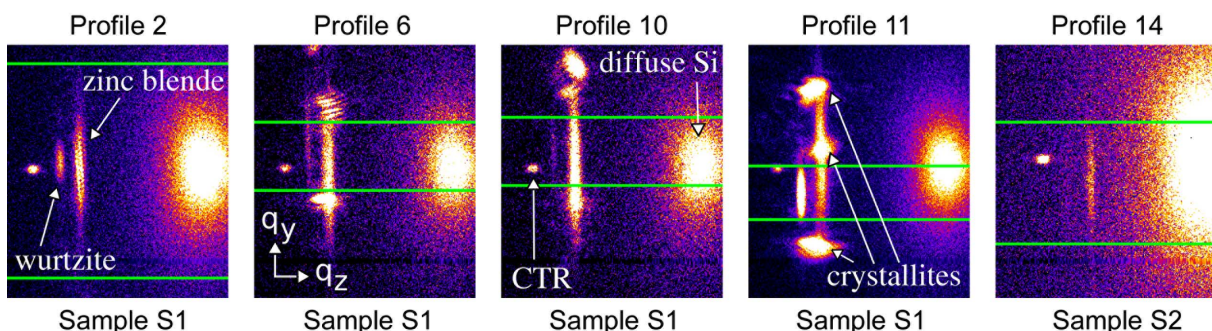 Profile 2
Profile 6
Profile 10
Profile 11
Profile 14
zinc blende
wurtzite
qy
qz
diffuse Si
CTR
crystallites
Sample S1
Sample S1
Sample S1
Sample S1
Sample S2